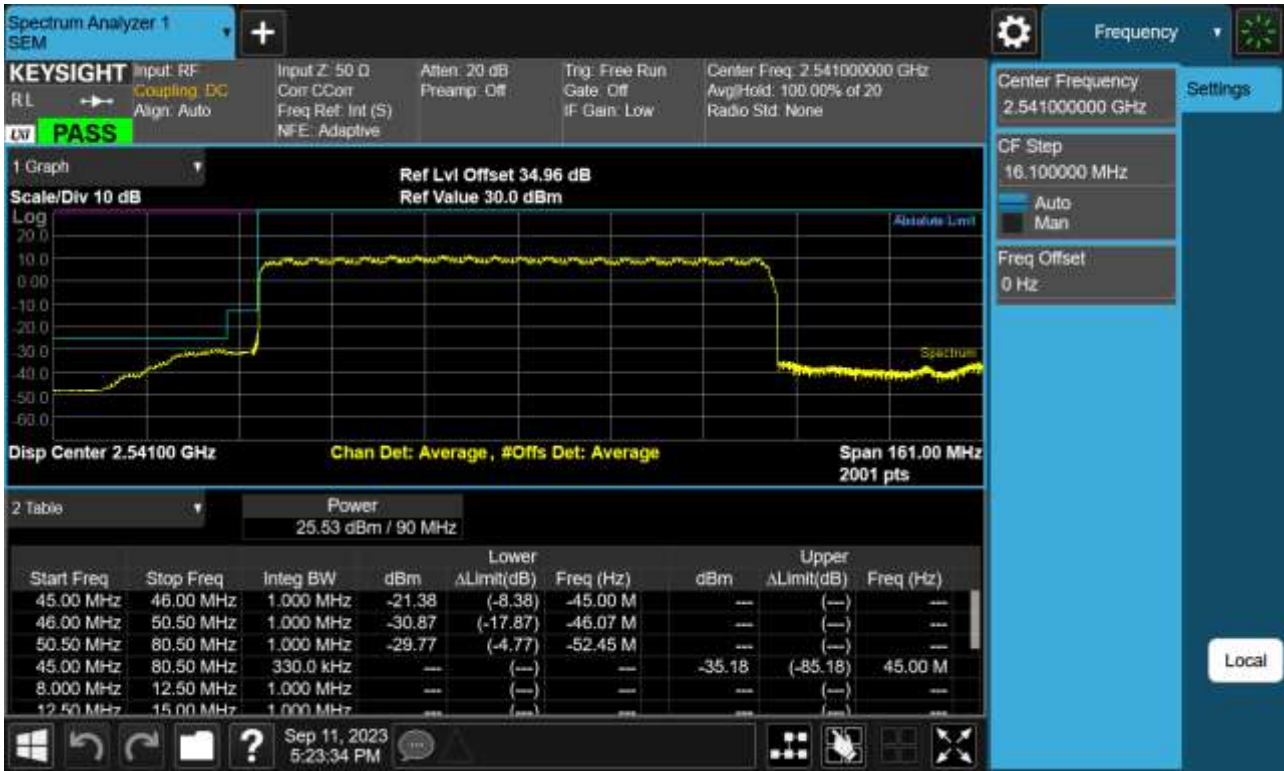 Spectrum Analyzer 1
SEM
+
Frequency
KEYSIGHT
RL
PASS
Input: RF
Coupling: DC
Align: Auto
Input Z: 50 Ω
Corr CCorr
Freq Ref: Int (S)
NFE: Adaptive
Atten: 20 dB
Preamp: Off
Trig: Free Run
Gate: Off
IF Gain: Low
Center Freq: 2.541000000 GHz
Avg|Hold: 100.00% of 20
Radio Std: None
Center Frequency
2.541000000 GHz
Settings
CF Step
16.100000 MHz
Auto
Man
Freq Offset
0 Hz
Local
1 Graph
Scale/Div 10 dB
Ref Lvl Offset 34.96 dB
Ref Value 30.0 dBm
Log
20.0
10.0
0.00
-10.0
-20.0
-30.0
-40.0
-50.0
-60.0
Absolute Limit
Spectrum
Disp Center 2.54100 GHz
Chan Det: Average, #Offs Det: Average
Span 161.00 MHz
2001 pts
2 Table
Power
25.53 dBm / 90 MHz
Lower Upper
Start Freq Stop Freq Integ BW dBm ΔLimit(dB) Freq (Hz) dBm ΔLimit(dB) Freq (Hz)
45.00 MHz 46.00 MHz 1.000 MHz -21.38 (-8.38) -45.00 M --- (---) ---
46.00 MHz 50.50 MHz 1.000 MHz -30.87 (-17.87) -46.07 M --- (---) ---
50.50 MHz 80.50 MHz 1.000 MHz -29.77 (-4.77) -52.45 M --- (---) ---
45.00 MHz 80.50 MHz 330.0 kHz --- (---) --- -35.18 (-85.18) 45.00 M
8.000 MHz 12.50 MHz 1.000 MHz --- (---) --- --- (---) ---
12.50 MHz 15.00 MHz 1.000 MHz --- (---) --- --- (---) ---
?
Sep 11, 2023
5:23:34 PM